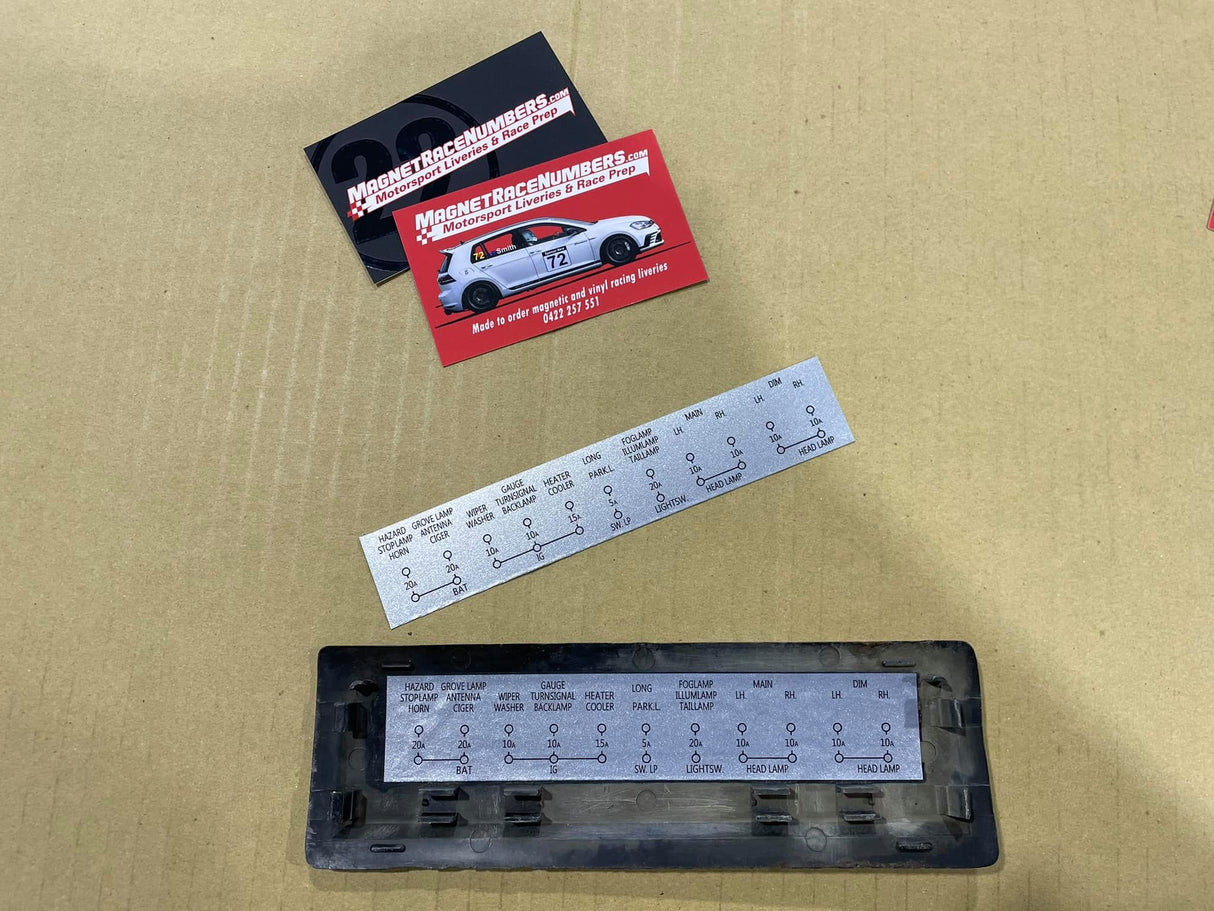 22
MAGNETRACENUMBERS.COM
Motorsport Liveries & Race Prep
MAGNETRACENUMBERS.COM
Motorsport Liveries & Race Prep
72 Smith
72
Made to order magnetic and vinyl racing liveries
0422 257 551
HAZARD STOPLAMP HORN
GROVE LAMP ANTENNA CIGER
WIPER WASHER
GAUGE TURNSIGNAL BACKLAMP
HEATER COOLER
LONG PARK.L.
FOGLAMP ILLUMLAMP TAILLAMP
MAIN
LH. RH.
DIM
LH. RH.
20A 20A 10A 10A 15A 5A 20A 10A 10A 10A 10A
BAT IG SW. LP LIGHTSW. HEAD LAMP HEAD LAMP
HAZARD GROVE LAMP GAUGE LONG FOGLAMP MAIN DIM
STOPLAMP ANTENNA WIPER TURNSIGNAL HEATER ILLUMLAMP LH. RH. LH. RH.
HORN CIGER WASHER BACKLAMP COOLER PARK.L. TAILLAMP
20A 20A 10A 10A 15A 5A 20A 10A 10A 10A 10A
BAT IG SW. LP LIGHTSW. HEAD LAMP HEAD LAMP